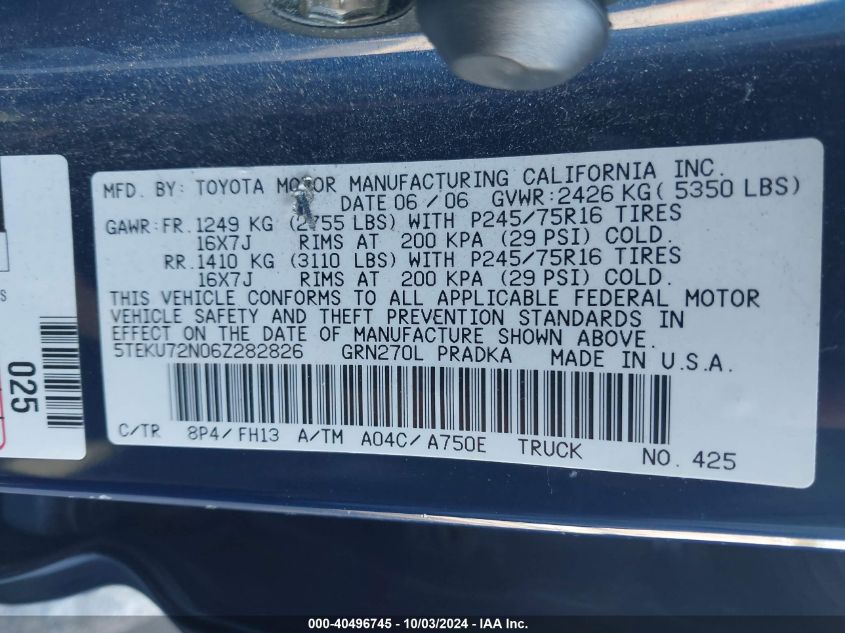 MFD. BY: TOYOTA MOTOR MANUFACTURING CALIFORNIA INC.
DATE 06/06 GVWR:2426 KG( 5350 LBS)
GAWR:FR.1249 KG (2755 LBS) WITH P245/75R16 TIRES
16X7J RIMS AT 200 KPA (29 PSI) COLD.
RR.1410 KG (3110 LBS) WITH P245/75R16 TIRES
16X7J RIMS AT 200 KPA (29 PSI) COLD.
THIS VEHICLE CONFORMS TO ALL APPLICABLE FEDERAL MOTOR
VEHICLE SAFETY AND THEFT PREVENTION STANDARDS IN
EFFECT ON THE DATE OF MANUFACTURE SHOWN ABOVE.
5TEKU72N06Z282826 GRN270L PRADKA MADE IN U.S.A.
C/TR 8P4/FH13 A/TM A04C/A750E TRUCK NO. 425
S
025
000-40496745 - 10/03/2024 - IAA Inc.